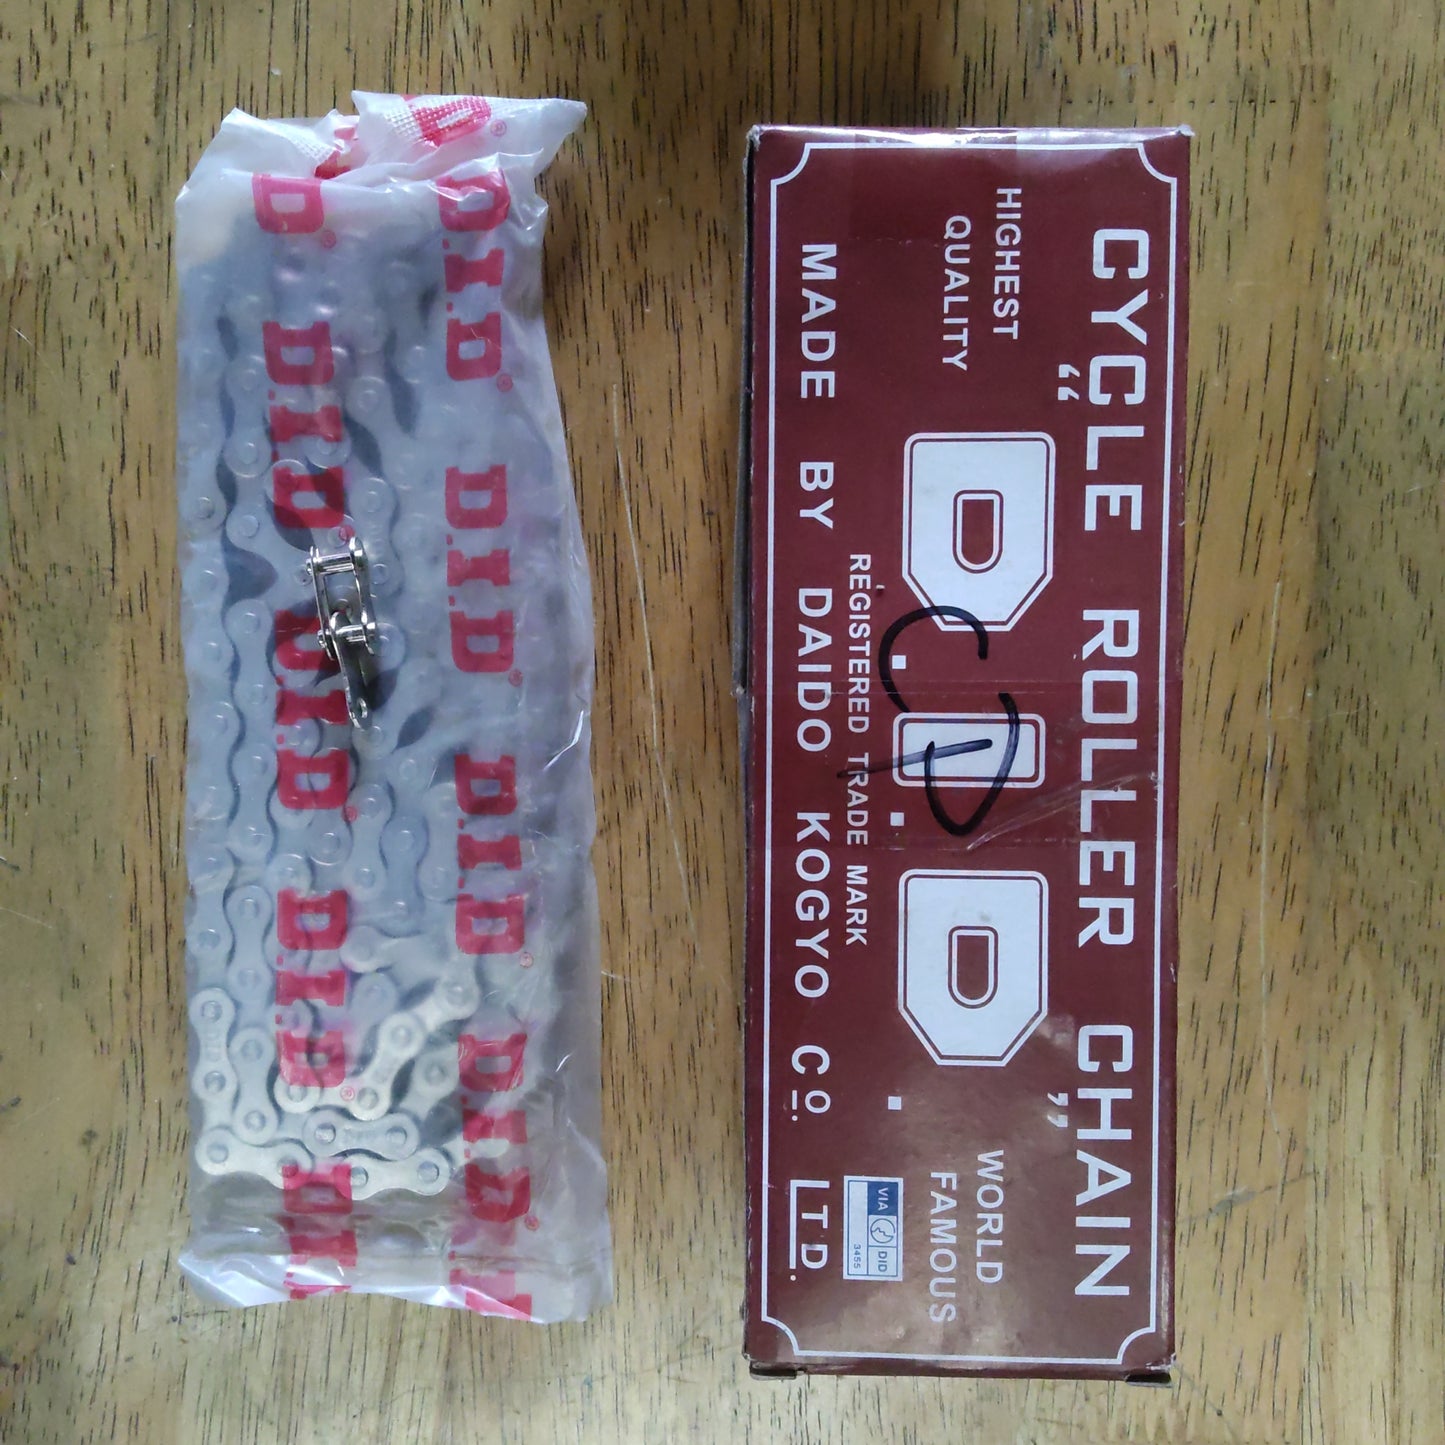 D.I.D®
D.I.D®
D.I.D
D.I.D®
D.I.D®
D.I.D®
D.I.D®
D.I.D®
D.I.D®
CYCLE ROLLER CHAIN
HIGHEST
QUALITY
“D.I.D.”
WORLD
FAMOUS
REGISTERED TRADE MARK
VIA DID
3455
MADE BY DAIDO KOGYO Co. LTD.